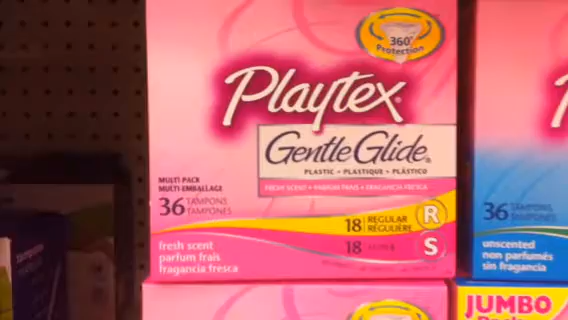 360°
Protection
Playtex
Gentle Glide
PLASTIC • PLASTIQUE • PLÁSTICO
FRESH SCENT • PARFUM FRAIS • FRAGANCIA FRESCA
MULTI PACK
MULTI-EMBALLAGE
36 TAMPONS
TAMPONES
18 REGULAR
RÉGULIÈRE
R
18
S
fresh scent
parfum frais
fragancia fresca
36 TAMPONS
TAMPONES
unscented
non parfumés
sin fragancia
JUMBO